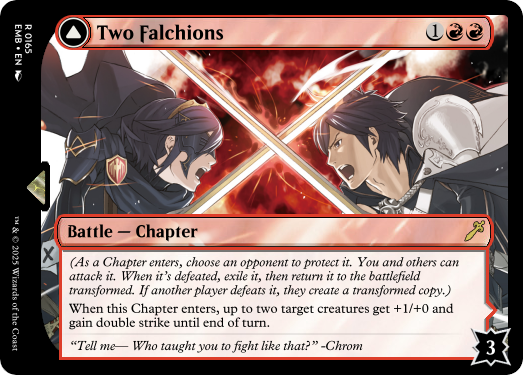 Two Falchions
1
Battle — Chapter
(As a Chapter enters, choose an opponent to protect it. You and others can
attack it. When it's defeated, exile it, then return it to the battlefield
transformed. If another player defeats it, they create a transformed copy.)
When this Chapter enters, up to two target creatures get +1/+0 and
gain double strike until end of turn.
“Tell me— Who taught you to fight like that?” -Chrom
3
R 0165
EMB • EN
™ & © 2025 Wizards of the Coast